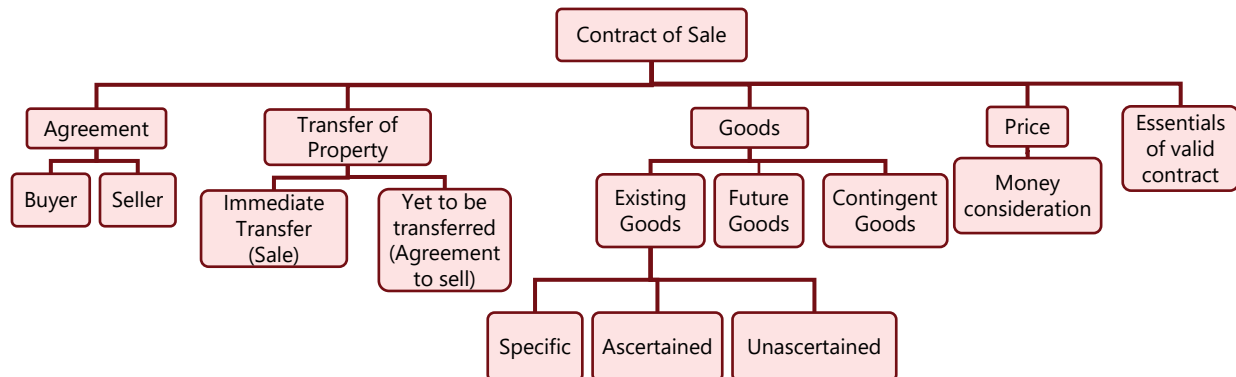 Contract of Sale
Agreement
Transfer of
Property
Goods
Price
Essentials
of valid
contract
Buyer
Seller
Immediate
Transfer
(Sale)
Yet to be
transferred
(Agreement
to sell)
Existing
Goods
Future
Goods
Contingent
Goods
Money
consideration
Specific
Ascertained
Unascertained